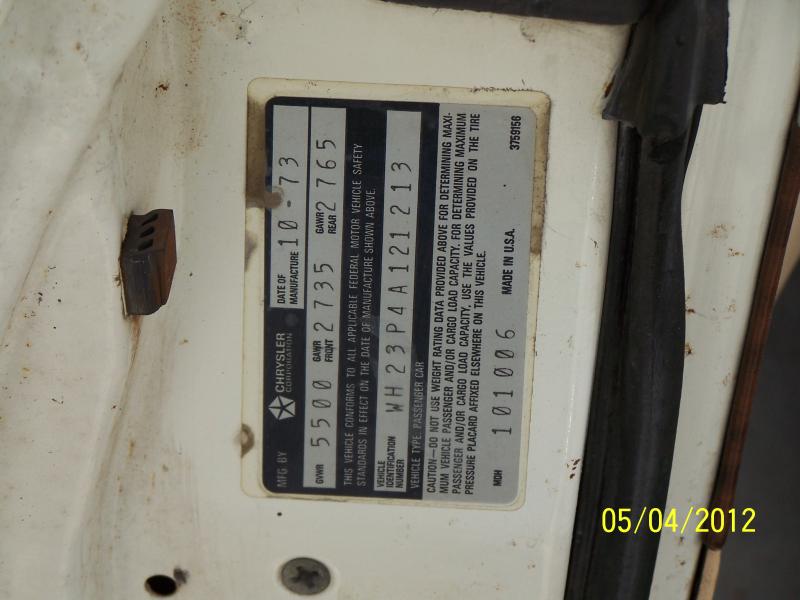 MFG BY CHRYSLER CORPORATION DATE OF MANUFACTURE 10-73
GVWR 5500 GAWR FRONT 2735 GAWR REAR 2765
THIS VEHICLE CONFORMS TO ALL APPLICABLE FEDERAL MOTOR VEHICLE SAFETY
STANDARDS IN EFFECT ON THE DATE OF MANUFACTURE SHOWN ABOVE.
VEHICLE IDENTIFICATION NUMBER WH23P4A121213
VEHICLE TYPE: PASSENGER CAR
CAUTION—DO NOT USE WEIGHT RATING DATA PROVIDED ABOVE FOR DETERMINING MAXI-
MUM VEHICLE PASSENGER AND/OR CARGO LOAD CAPACITY. FOR DETERMINING MAXIMUM
PASSENGER AND/OR CARGO LOAD CAPACITY, USE THE VALUES PROVIDED ON THE TIRE
PRESSURE PLACARD AFFIXED ELSEWHERE ON THIS VEHICLE.
MDH 101006 MADE IN U.S.A. 3759156
05/04/2012